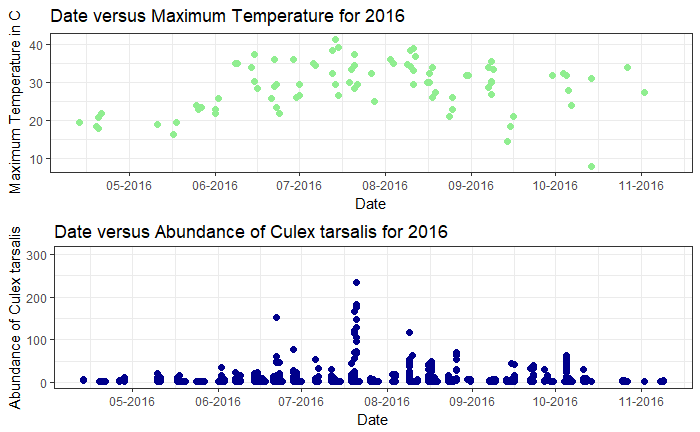 Date versus Maximum Temperature for 2016
Maximum Temperature in C
40
30
20
10
05-2016 06-2016 07-2016 08-2016 09-2016 10-2016 11-2016
Date
Date versus Abundance of Culex tarsalis for 2016
Abundance of Culex tarsalis
300
200
100
0
05-2016 06-2016 07-2016 08-2016 09-2016 10-2016 11-2016
Date